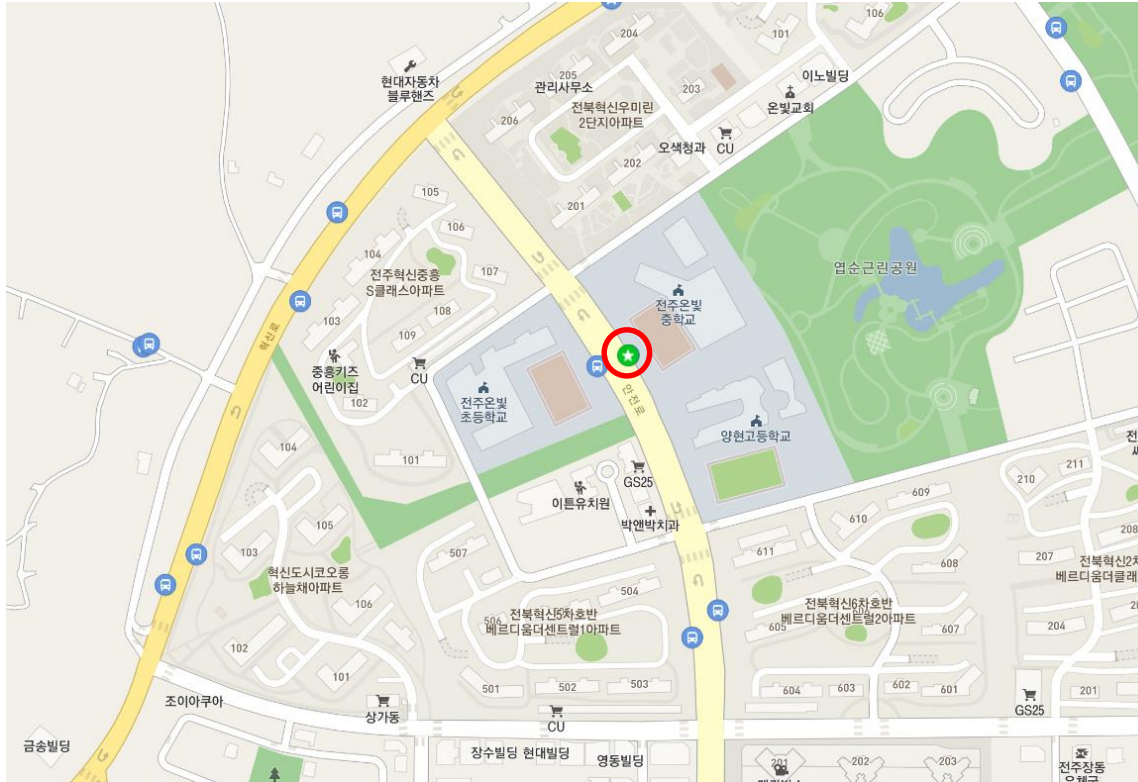 106
204
101
현대자동차
블루핸즈
205
관리사무소
이노빌딩
203
전북혁신우미린
2단지아파트
온빛교회
206
오색청과
CU
202
105
201
106
104
107
전주혁신중흥
S클래스아파트
엽순근린공원
전주온빛
중학교
108
103
109
혁신로
중흥키즈
어린이집
CU
102
전주온빛
초등학교
안전로
양현고등학교
104
101
GS25
211
210
이튼유치원
609
105
박앤박치과
610
208
103
507
611
207
608
전북혁신2차
혁신도시코오롱
하늘채아파트
504
106
전북혁신5차호반
베르디움더센트럴1아파트
506
전북혁신6차호반
베르디움더센트럴2아파트
베르디움더클래
605
607
204
102
101
501
502
503
604
603
602
601
201
조이아쿠아
상가동
CU
GS25
금송빌딩
장수빌딩
현대빌딩
영동빌딩
201
202
203
전주장동
우체국